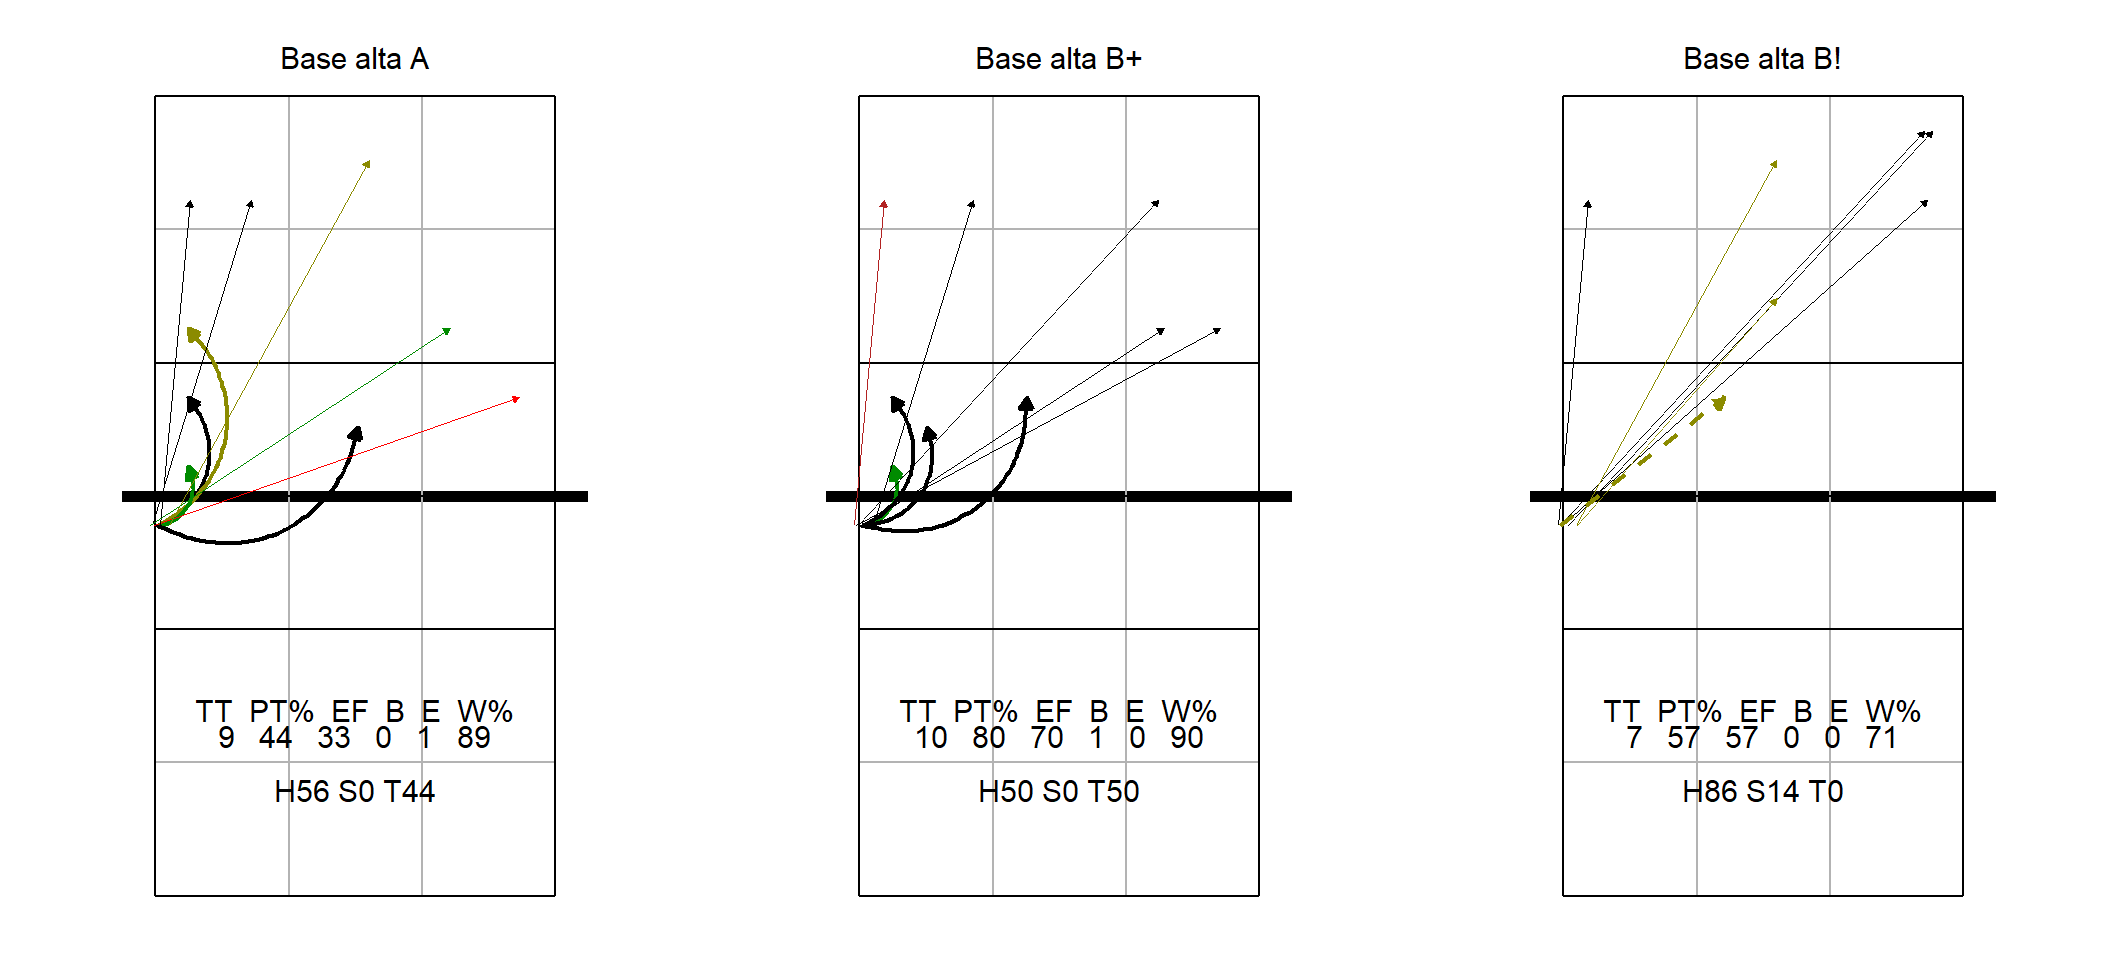 Base alta A
Base alta B+
Base alta B!
TT PT% EF B E W%
9 44 33 0 1 89
H56 S0 T44
TT PT% EF B E W%
10 80 70 1 0 90
H50 S0 T50
TT PT% EF B E W%
7 57 57 0 0 71
H86 S14 T0